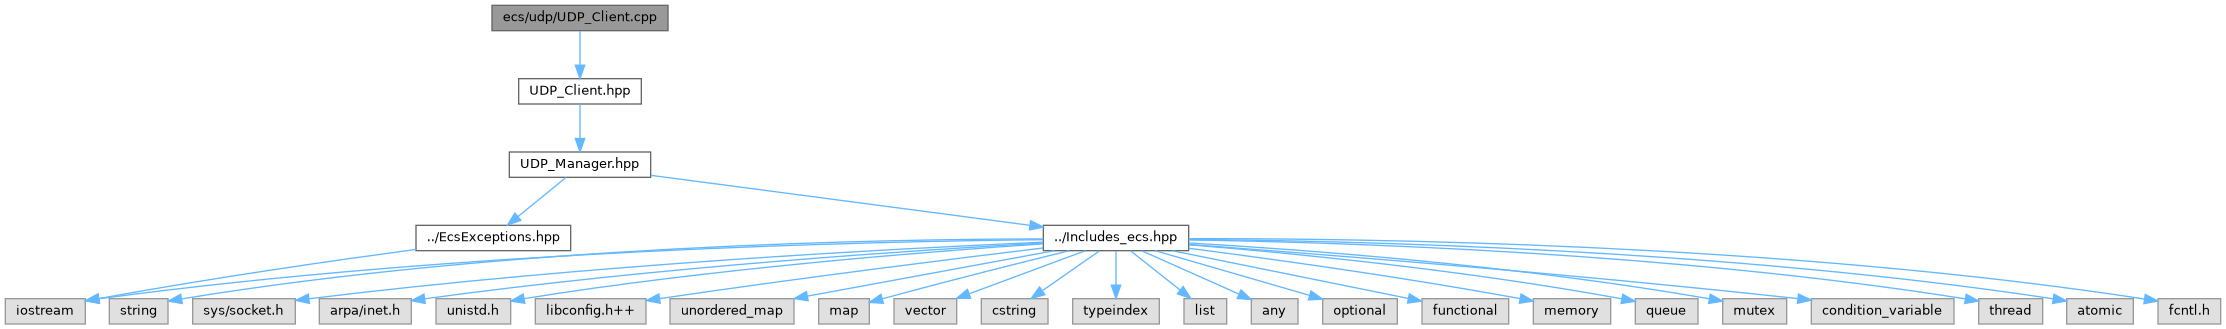 ecs/udp/UDP_Client.cpp
UDP_Client.hpp
UDP_Manager.hpp
../EcsExceptions.hpp
../Includes_ecs.hpp
iostream
string
sys/socket.h
arpa/inet.h
unistd.h
libconfig.h++
unordered_map
map
vector
cstring
typeindex
list
any
optional
functional
memory
queue
mutex
condition_variable
thread
atomic
fcntl.h